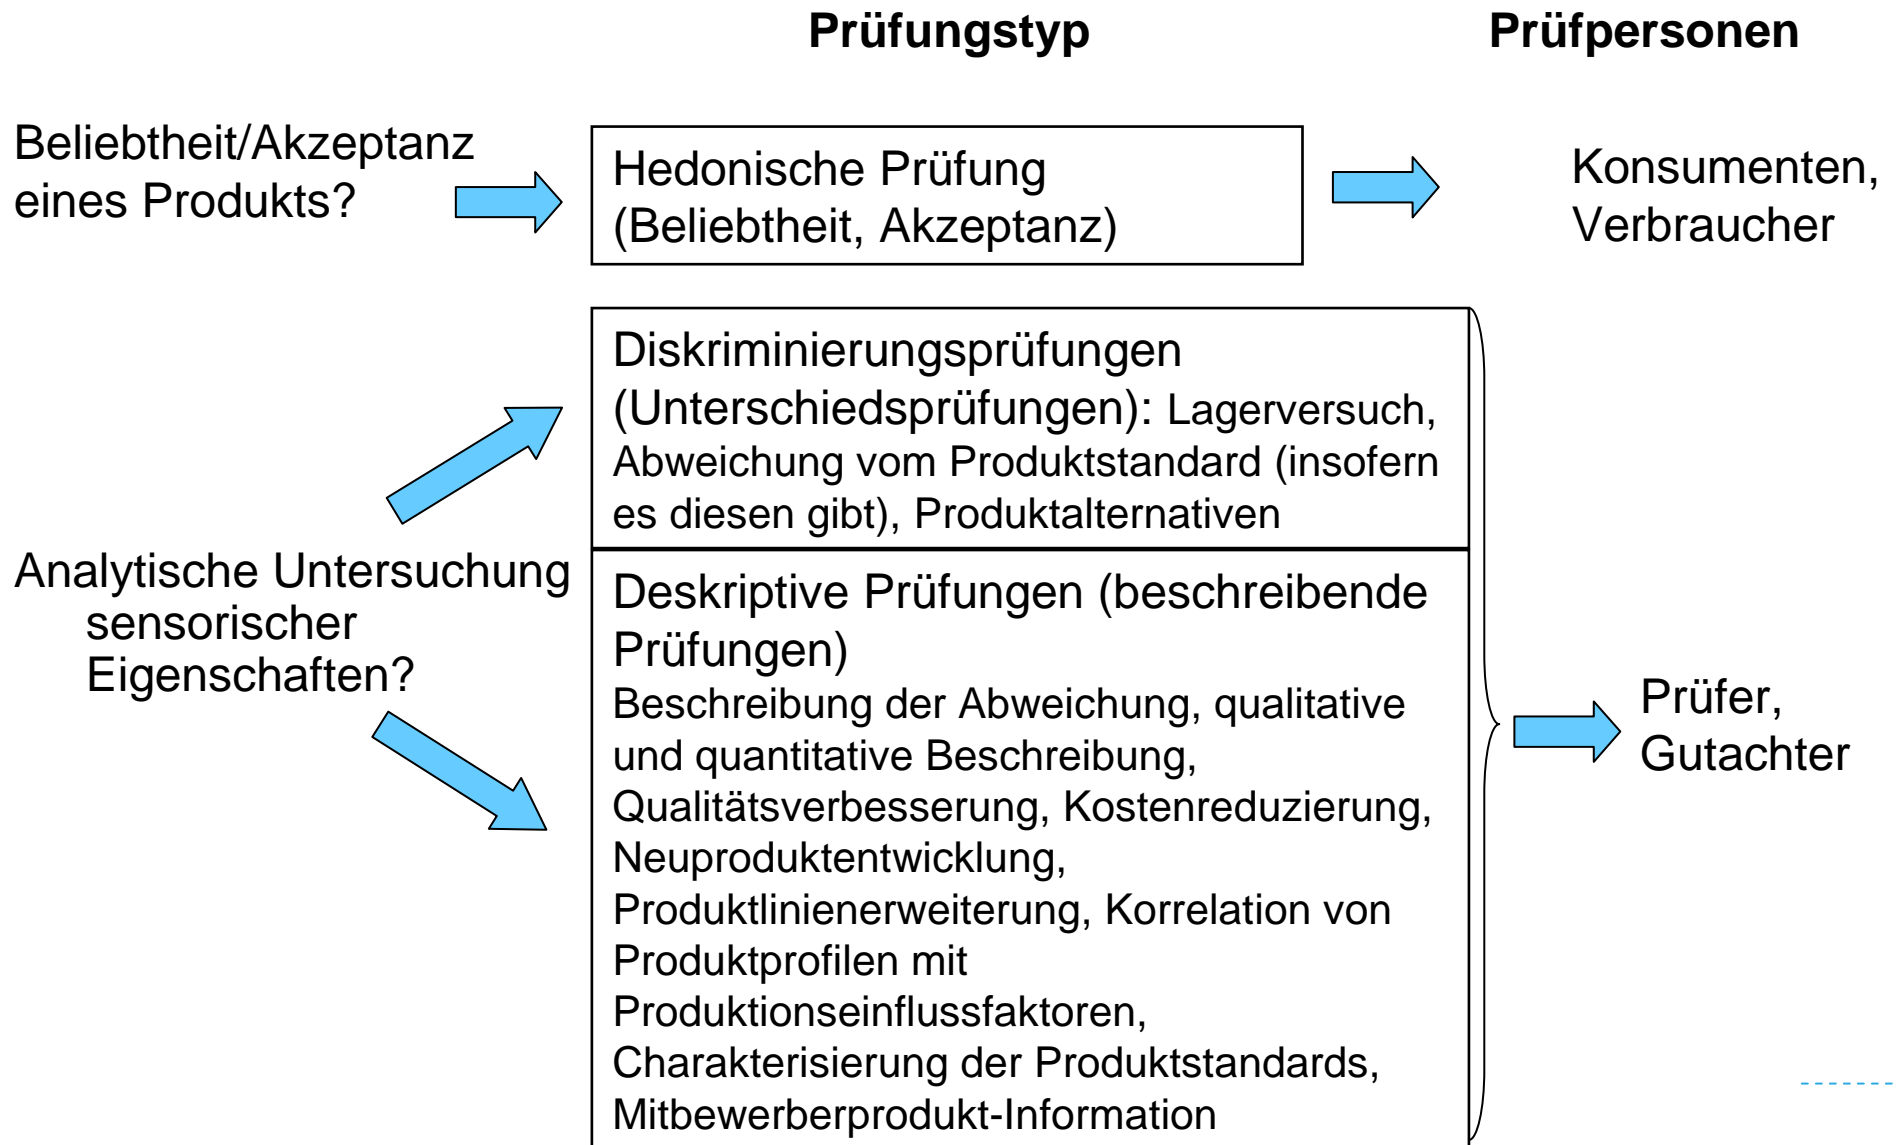 Prüfungstyp
Prüfpersonen
Beliebtheit/Akzeptanz
eines Produkts?
Hedonische Prüfung
(Beliebtheit, Akzeptanz)
Konsumenten,
Verbraucher
Analytische Untersuchung
sensorischer
Eigenschaften?
Diskriminierungsprüfungen
(Unterschiedsprüfungen): Lagerversuch,
Abweichung vom Produktstandard (insofern
es diesen gibt), Produktalternativen
Deskriptive Prüfungen (beschreibende
Prüfungen)
Beschreibung der Abweichung, qualitative
und quantitative Beschreibung,
Qualitätsverbesserung, Kostenreduzierung,
Neuproduktentwicklung,
Produktlinienerweiterung, Korrelation von
Produktprofilen mit
Produktionseinflussfaktoren,
Charakterisierung der Produktstandards,
Mitbewerberprodukt-Information
Prüfer,
Gutachter